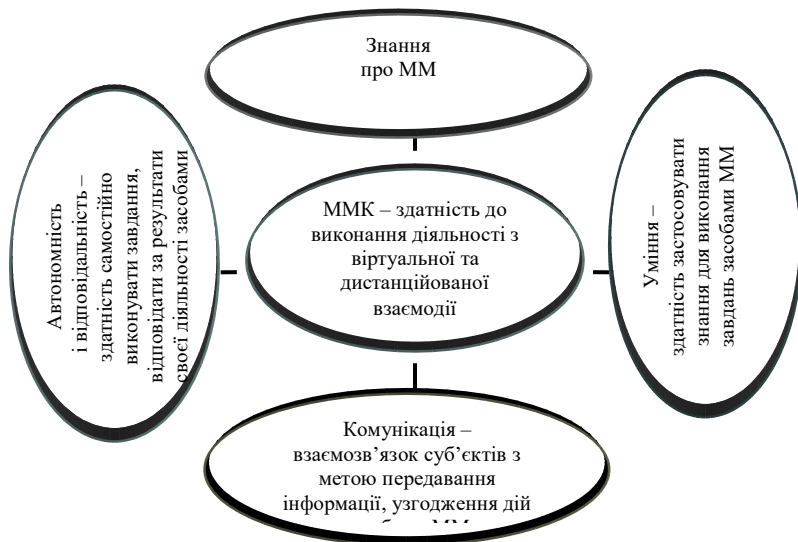 Знання
про ММ
Автономність
і відповідальність –
здатність самостійно
виконувати завдання,
відповідати за результати
своєї діяльності засобами
ММК – здатність до
виконання діяльності з
віртуальної та
дистанційованої
взаємодії
Уміння –
здатність застосовувати
знання для виконання
завдань засобами ММ
Комунікація –
взаємозв'язок суб'єктів з
метою передавання
інформації, узгодження дій